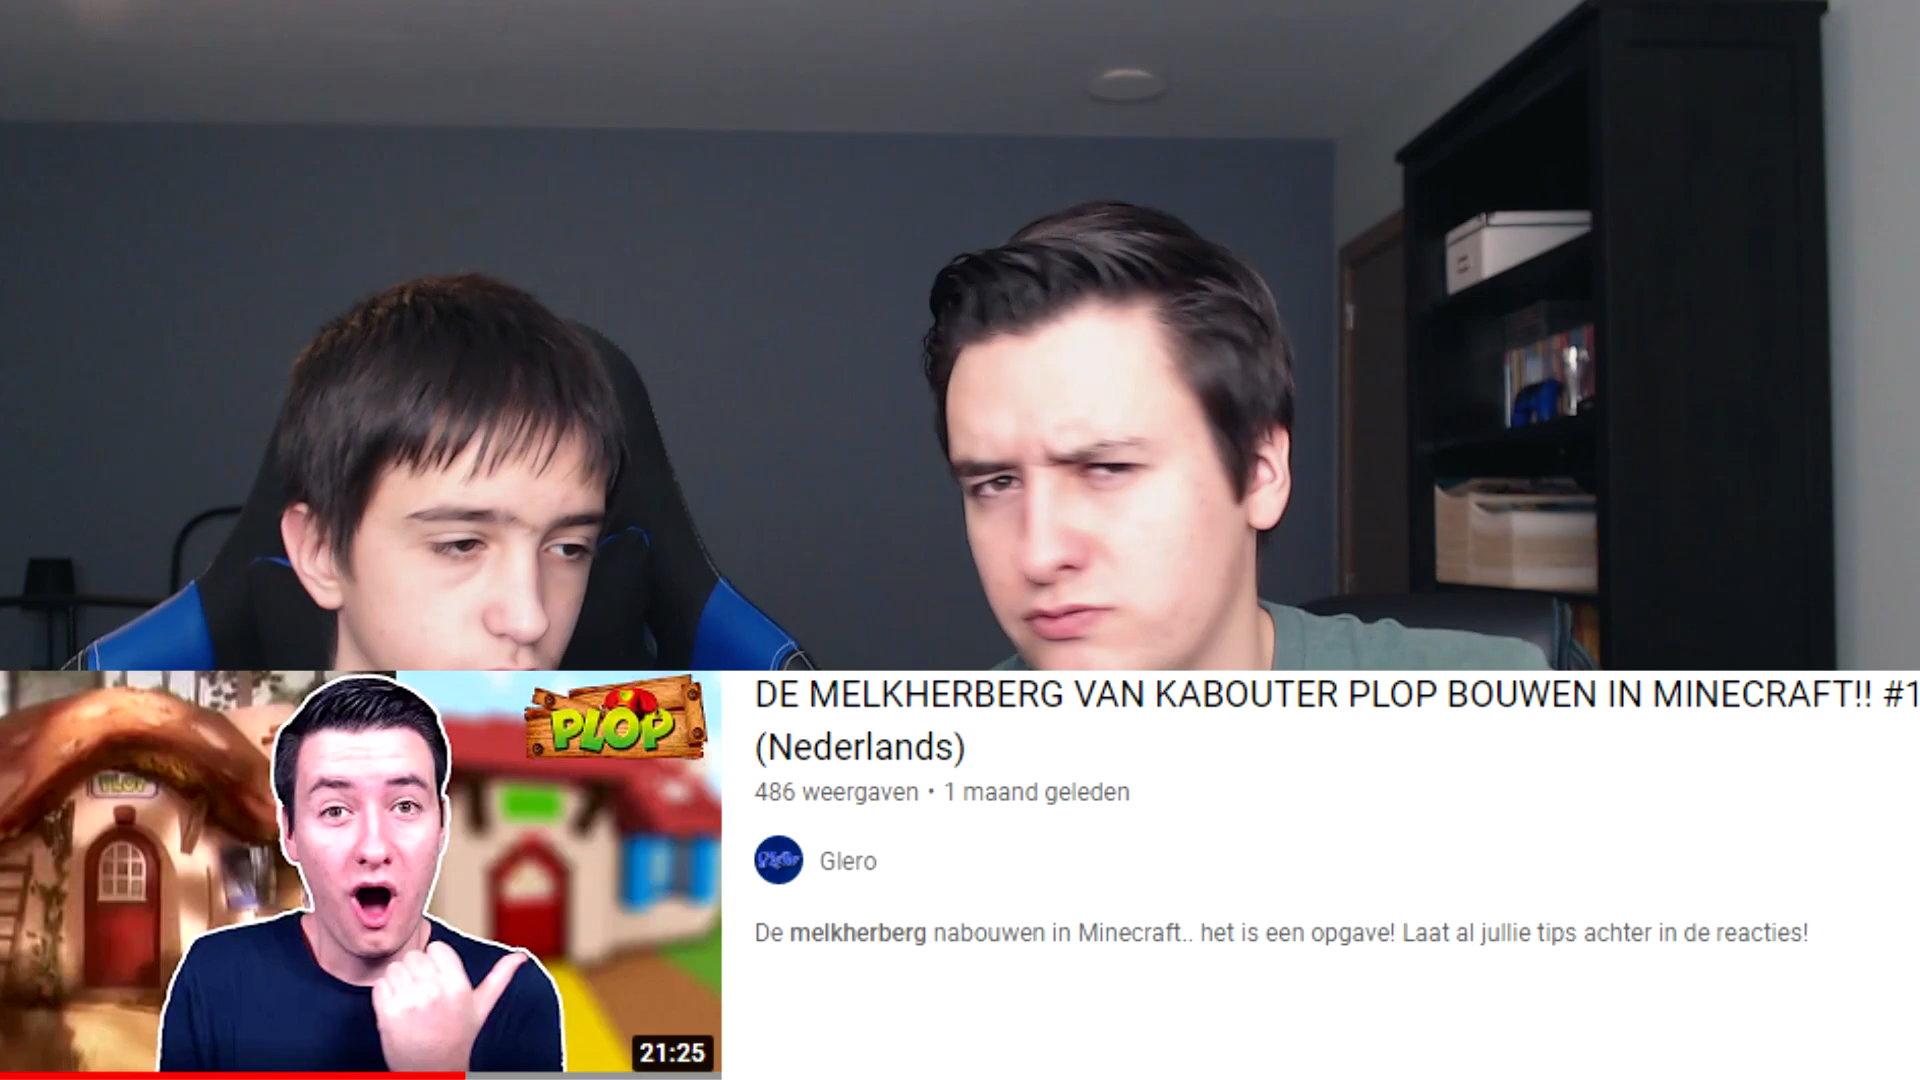 PLOP
PLOP
21:25
DE MELKHERBERG VAN KABOUTER PLOP BOUWEN IN MINECRAFT!! #1
(Nederlands)
486 weergaven • 1 maand geleden
Glero
De melkherberg nabouwen in Minecraft.. het is een opgave! Laat al jullie tips achter in de reacties!